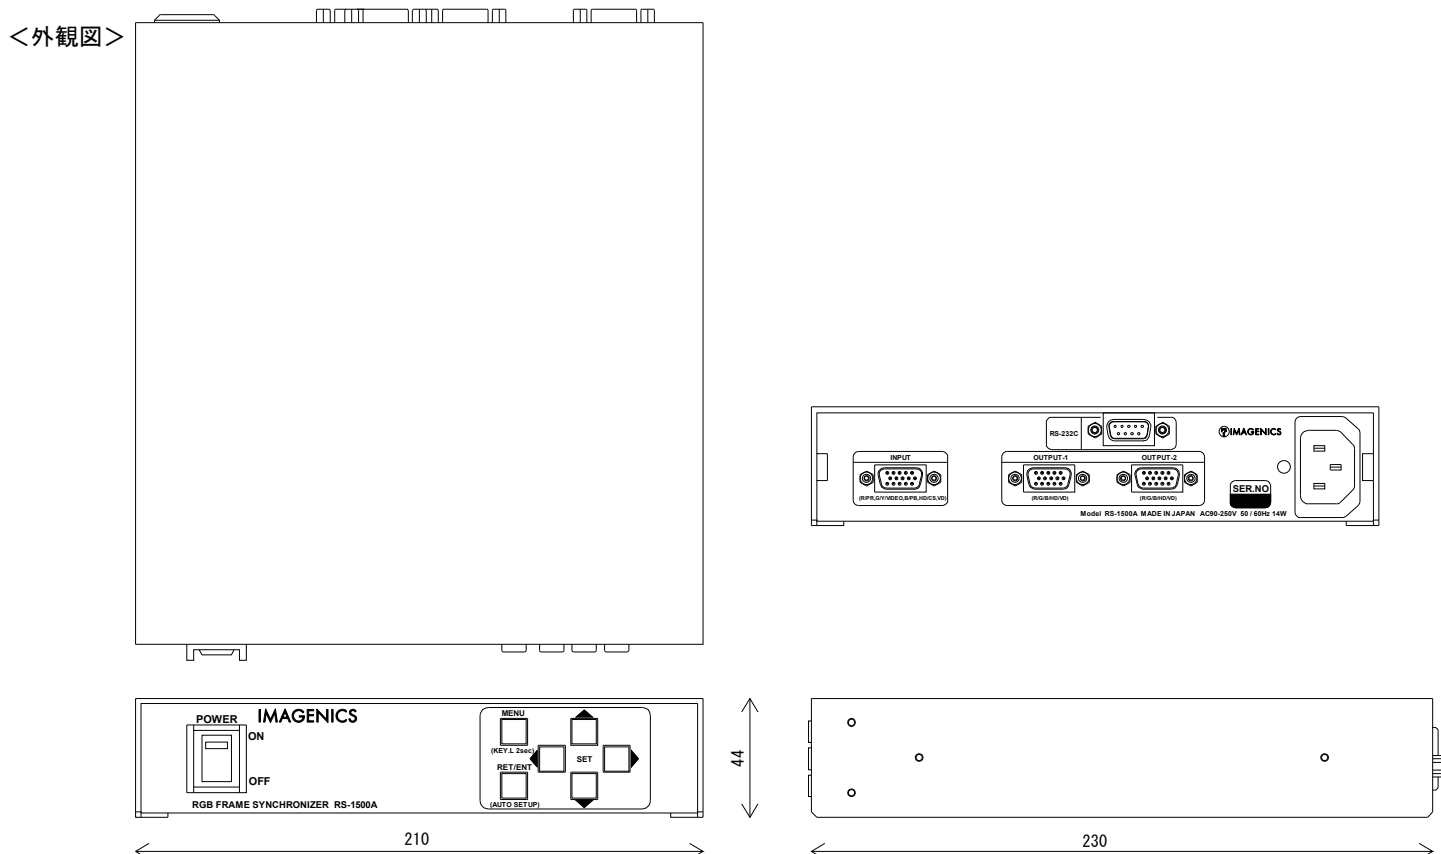 <外観図>
RS-232C
IMAGENICS
INPUT
OUTPUT-1
OUTPUT-2
(R/PR,G/Y/VIDEO,B/PB,HD/CS,VD)
(R/G/B/HD/VD)
(R/G/B/HD/VD)
SER.NO
Model RS-1500A MADE IN JAPAN AC90-250V 50 / 60Hz 14W
POWER
IMAGENICS
ON
OFF
RGB FRAME SYNCHRONIZER RS-1500A
MENU
(KEY.L 2sec)
SET
RET/ENT
(AUTO SETUP)
44
210
230